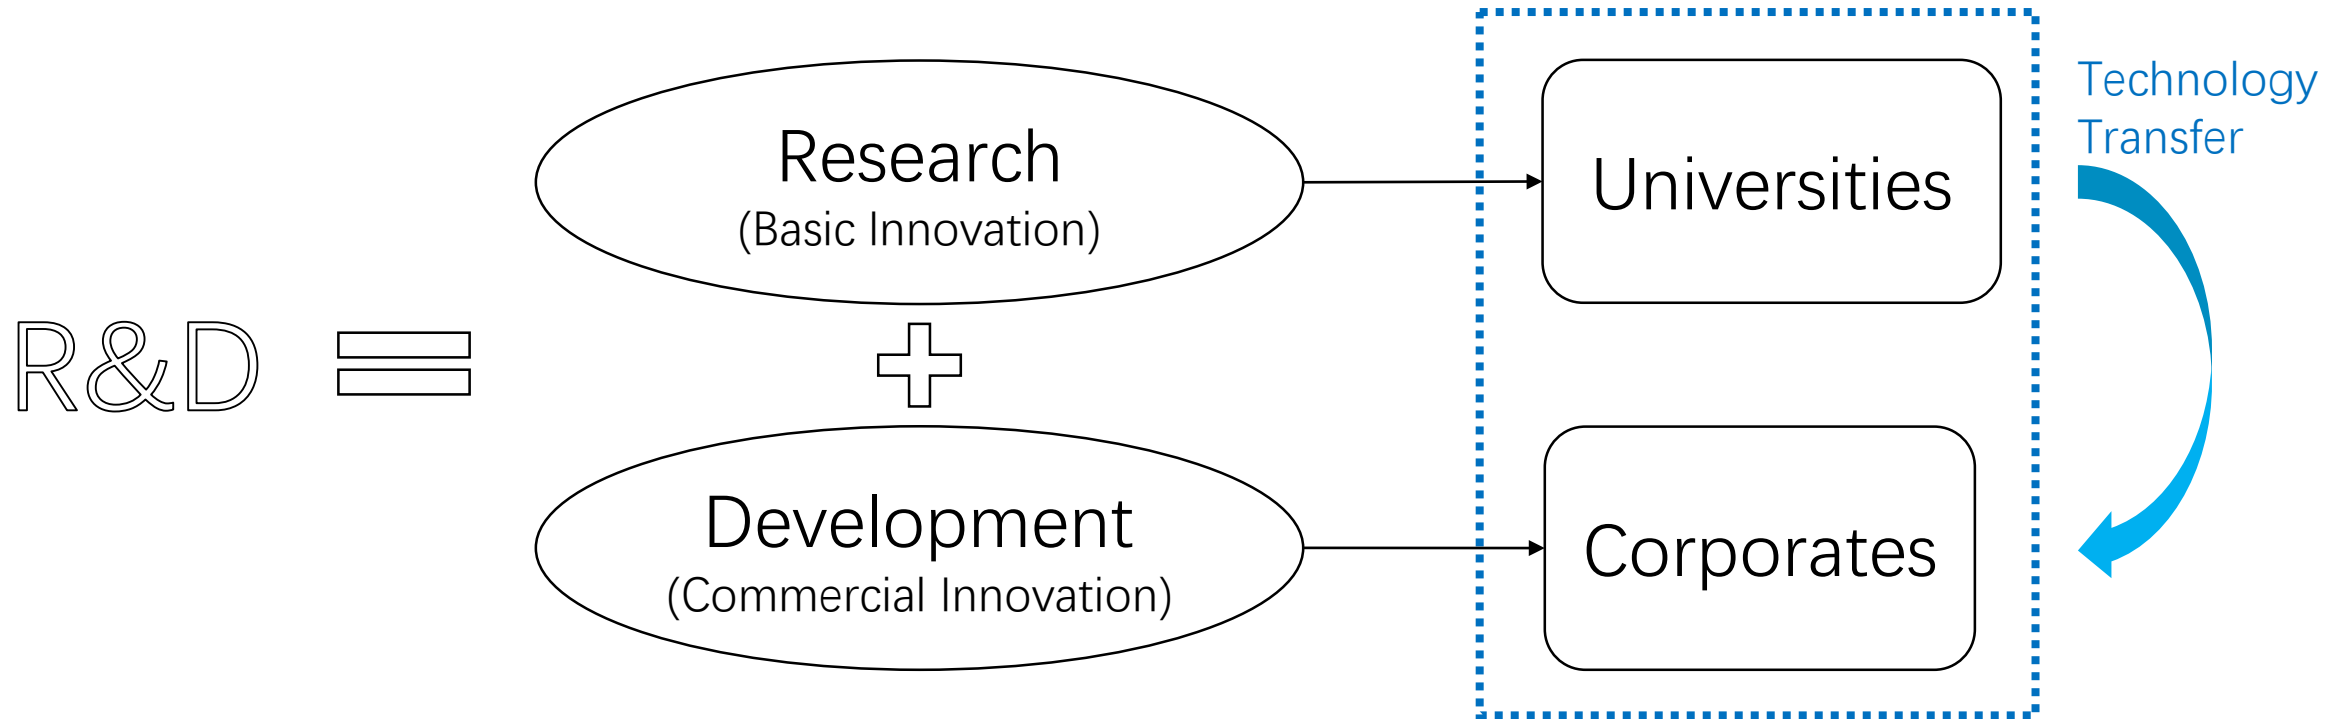 R&D
Research
(Basic Innovation)
Development
(Commercial Innovation)
Universities
Corporates
Technology
Transfer